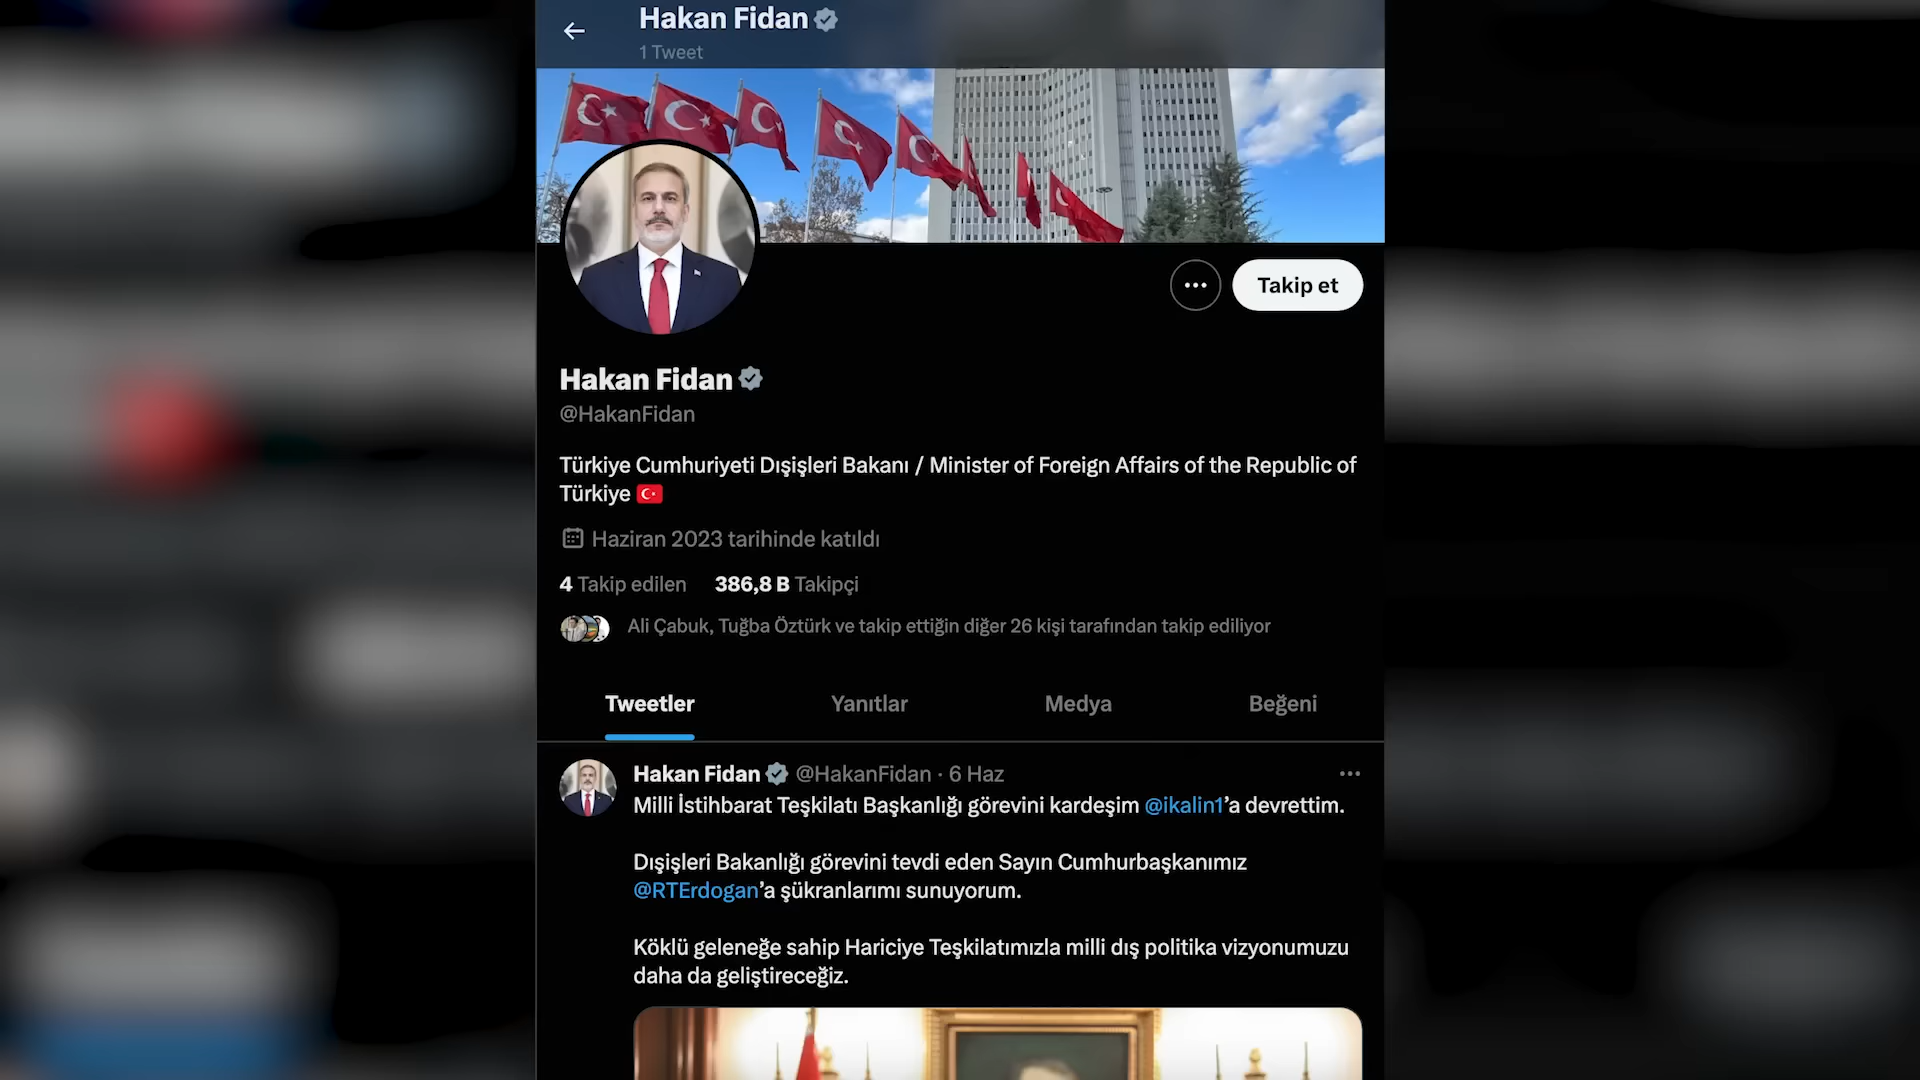 Hakan Fidan
1 Tweet
Takip et
Hakan Fidan
@HakanFidan
Türkiye Cumhuriyeti Dışişleri Bakanı / Minister of Foreign Affairs of the Republic of
Türkiye
Haziran 2023 tarihinde katıldı
4 Takip edilen 386,8 B Takipçi
Ali Çabuk, Tuğba Öztürk ve takip ettiğin diğer 26 kişi tarafından takip ediliyor
Tweetler Yanıtlar Medya Beğeni
Hakan Fidan @HakanFidan · 6 Haz
Milli İstihbarat Teşkilatı Başkanlığı görevini kardeşim @ikalin1’a devrettim.
Dışişleri Bakanlığı görevini tevdi eden Sayın Cumhurbaşkanımız
@RTErdogan’a şükranlarımı sunuyorum.
Köklü geleneğe sahip Hariciye Teşkilatımızla milli dış politika vizyonumuzu
daha da geliştireceğiz.